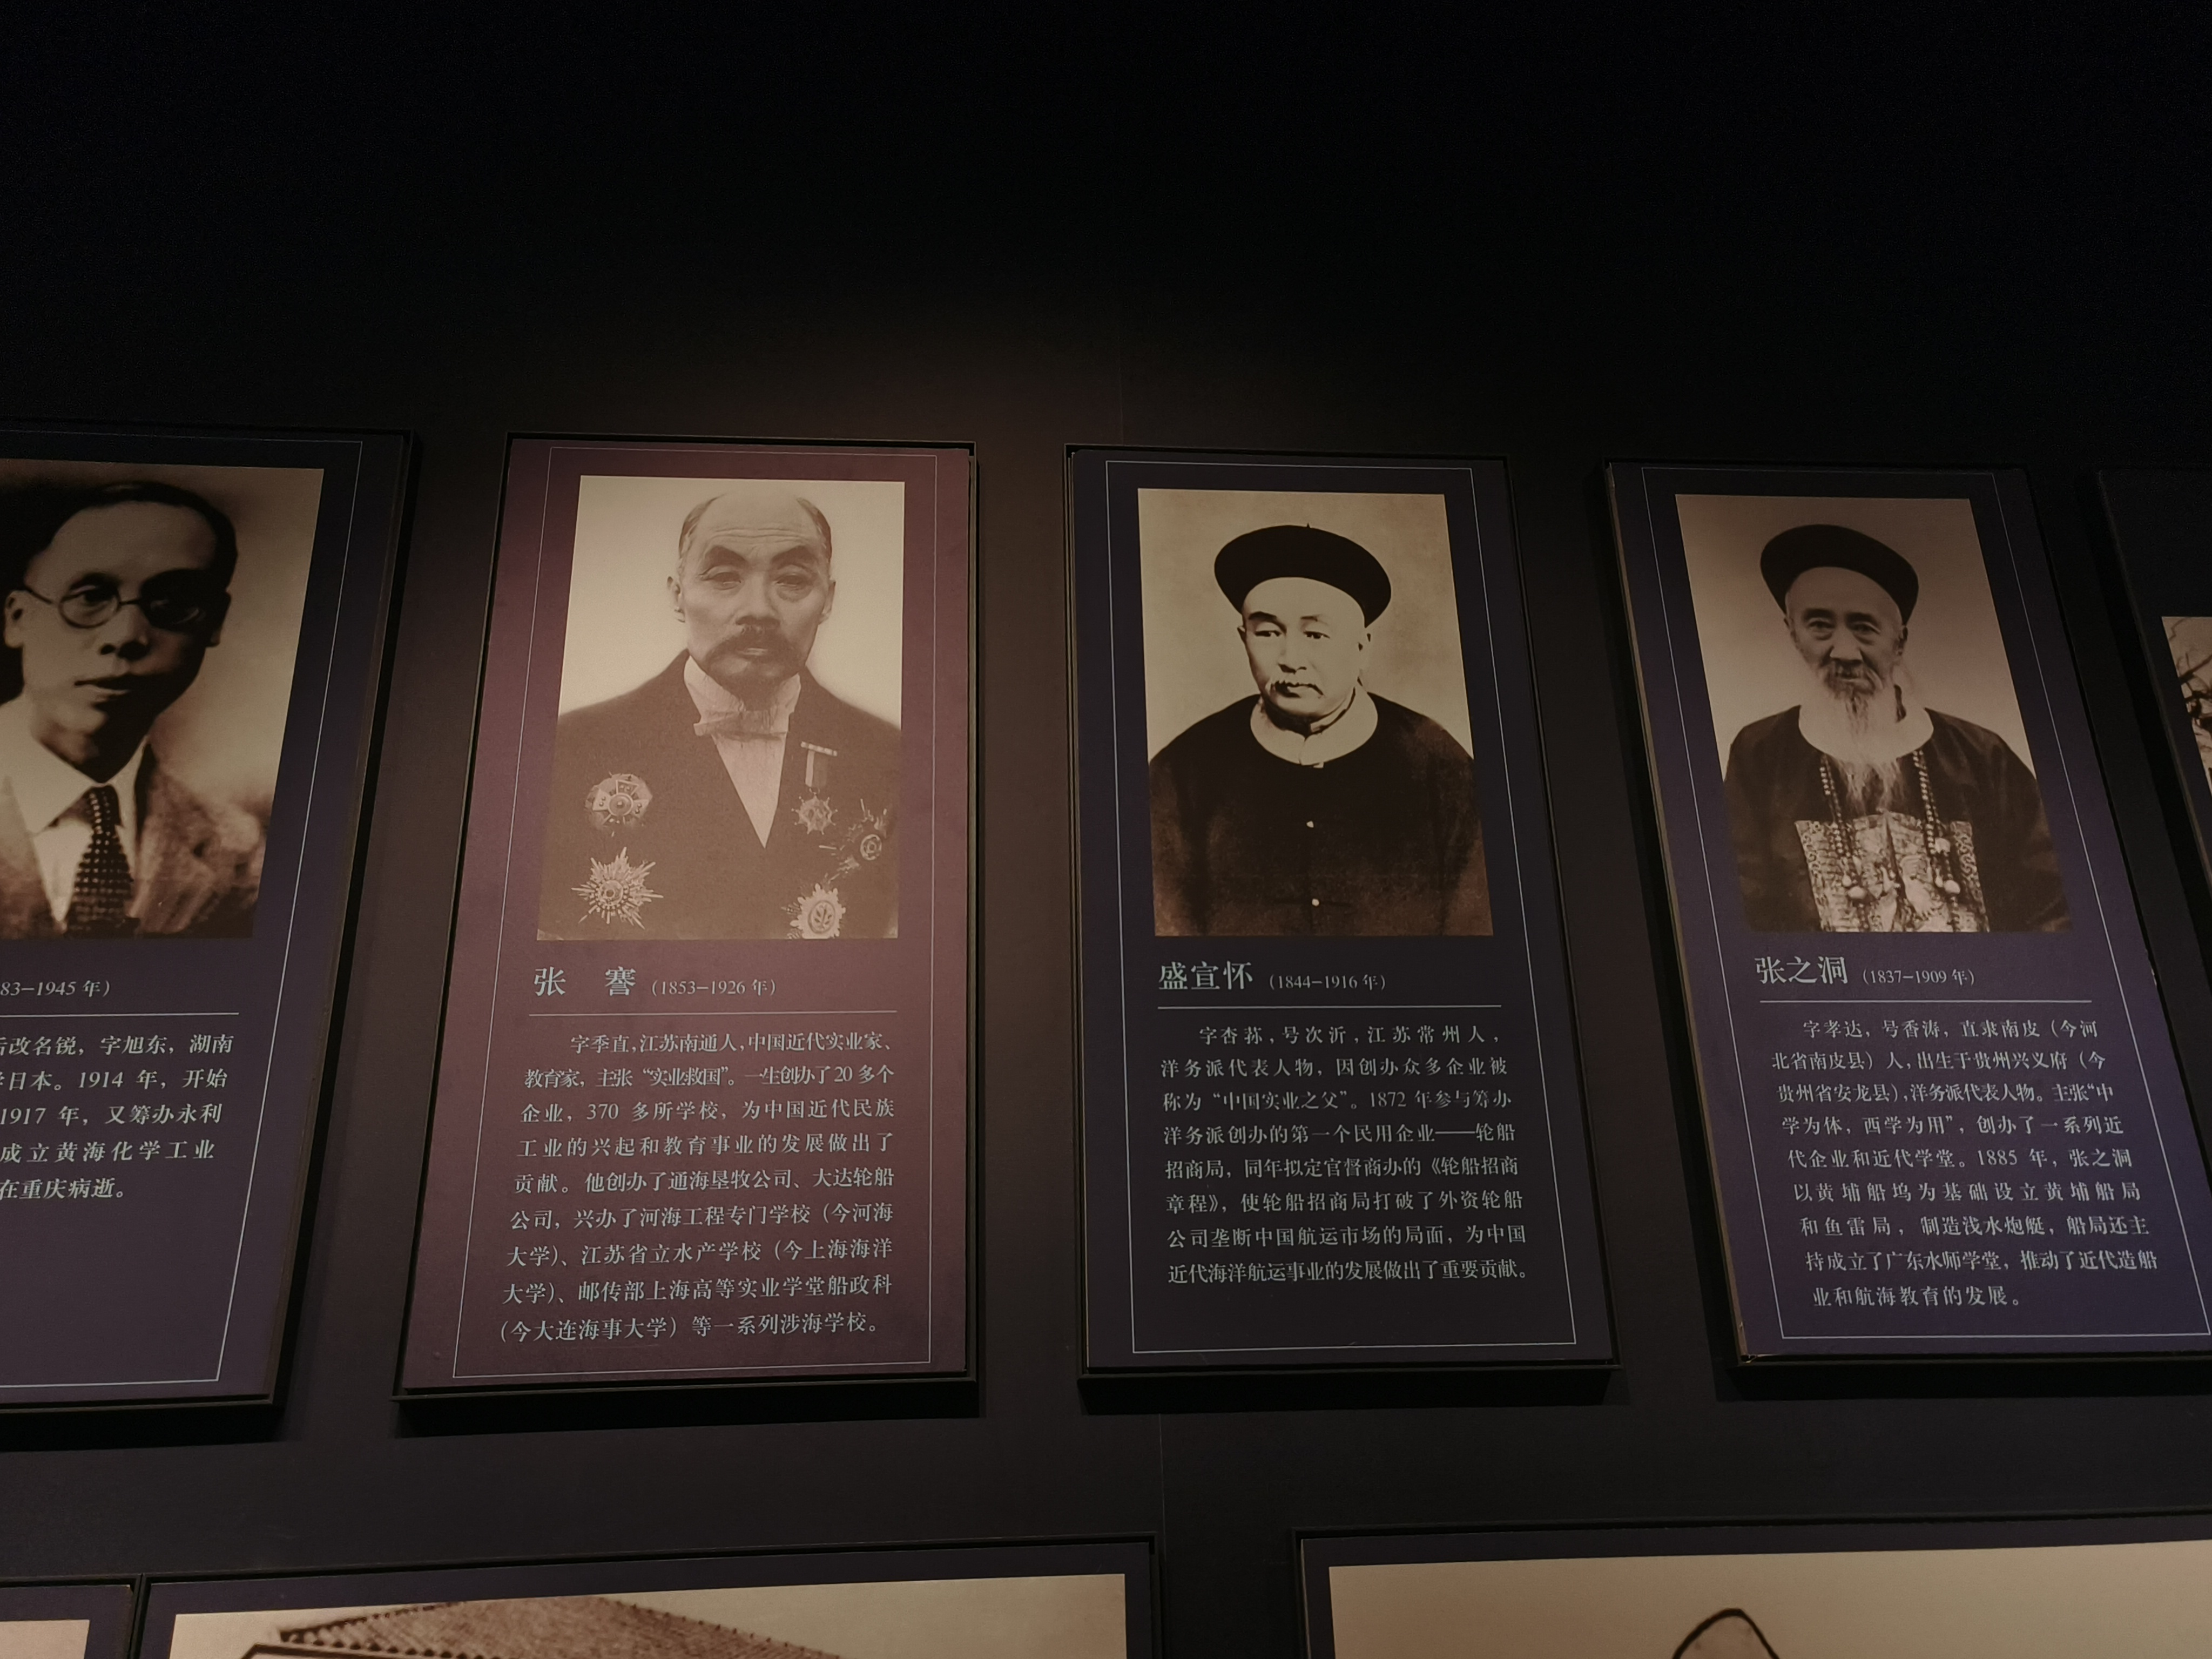 83–1945 年）
后改名锐，字旭东，湖南
日本。1914 年，开始
1917 年，又筹办永利
成立黄海化学工业
在重庆病逝。
张 謇（1853–1926 年）
字季直，江苏南通人，中国近代实业家、
教育家，主张“实业救国”。一生创办了 20 多个
企业，370 多所学校，为中国近代民族
工业的兴起和教育事业的发展做出了
贡献。他创办了通海垦牧公司、大达轮船
公司，兴办了河海工程专门学校（今河海
大学）、江苏省立水产学校（今上海海洋
大学）、邮传部上海高等实业学堂船政科
（今大连海事大学）等一系列涉海学校。
盛宣怀（1844–1916 年）
字杏荪，号次沂，江苏常州人，
洋务派代表人物，因创办众多企业被
称为“中国实业之父”。1872 年参与筹办
洋务派创办的第一个民用企业——轮船
招商局，同年拟定官督商办的《轮船招商
章程》，使轮船招商局打破了外资轮船
公司垄断中国航运市场的局面，为中国
近代海洋航运事业的发展做出了重要贡献。
张之洞（1837–1909 年）
字孝达，号香涛，直隶南皮（今河
北省南皮县）人，出生于贵州兴义府（今
贵州省安龙县），洋务派代表人物。主张“中
学为体，西学为用”，创办了一系列近
代企业和近代学堂。1885 年，张之洞
以黄埔船坞为基础设立黄埔船局
和鱼雷局，制造浅水炮艇，船局还主
持成立了广东水师学堂，推动了近代造船
业和航海教育的发展。